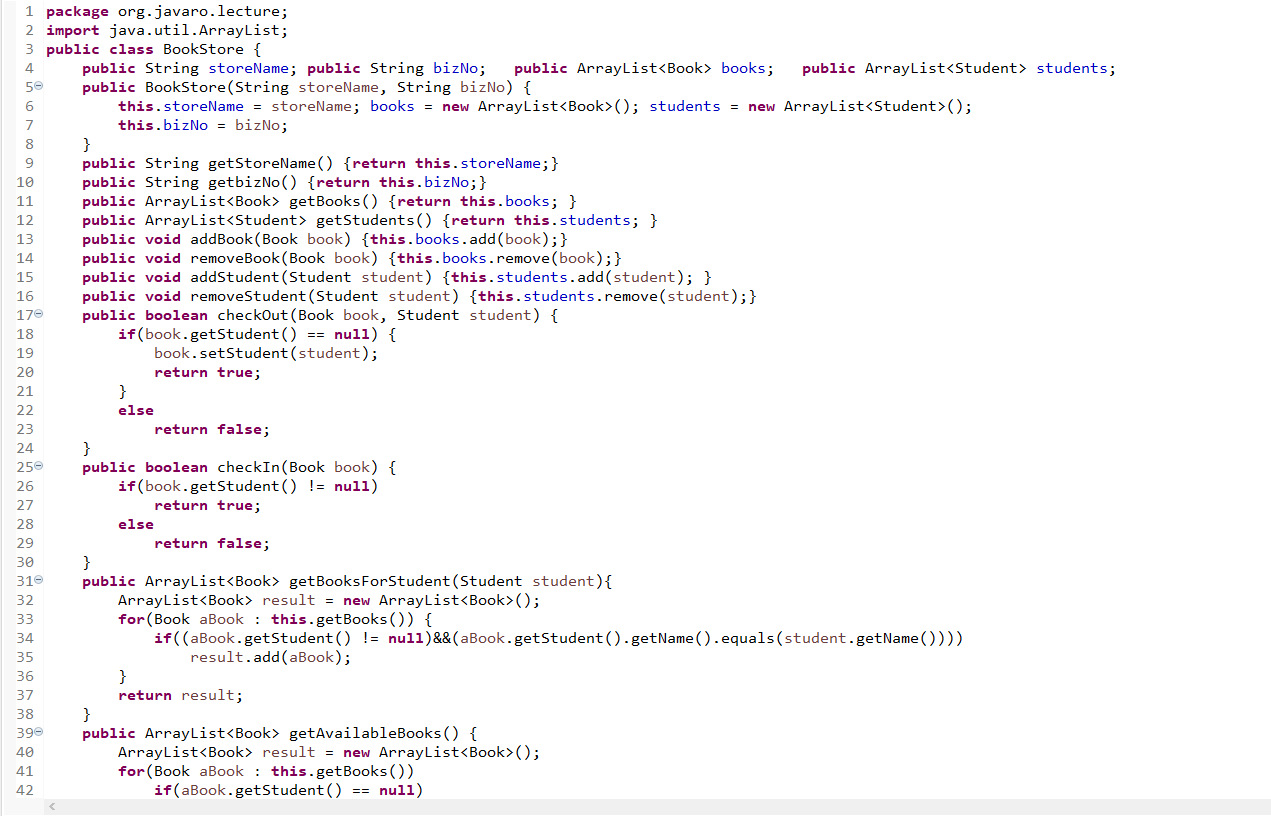 1 package org.javaro.lecture;
2 import java.util.ArrayList;
3 public class BookStore {
4     public String storeName; public String bizNo;   public ArrayList<Book> books;   public ArrayList<Student> students;
5     public BookStore(String storeName, String bizNo) {
6         this.storeName = storeName; books = new ArrayList<Book>(); students = new ArrayList<Student>();
7         this.bizNo = bizNo;
8     }
9     public String getStoreName() {return this.storeName;}
10     public String getbizNo() {return this.bizNo;}
11     public ArrayList<Book> getBooks() {return this.books; }
12     public ArrayList<Student> getStudents() {return this.students; }
13     public void addBook(Book book) {this.books.add(book);}
14     public void removeBook(Book book) {this.books.remove(book);}
15     public void addStudent(Student student) {this.students.add(student); }
16     public void removeStudent(Student student) {this.students.remove(student);}
17     public boolean checkOut(Book book, Student student) {
18         if(book.getStudent() == null) {
19             book.setStudent(student);
20             return true;
21         }
22         else
23             return false;
24     }
25     public boolean checkIn(Book book) {
26         if(book.getStudent() != null)
27             return true;
28         else
29             return false;
30     }
31     public ArrayList<Book> getBooksForStudent(Student student){
32         ArrayList<Book> result = new ArrayList<Book>();
33         for(Book aBook : this.getBooks()) {
34             if((aBook.getStudent() != null)&&(aBook.getStudent().getName().equals(student.getName())))
35                 result.add(aBook);
36         }
37         return result;
38     }
39     public ArrayList<Book> getAvailableBooks() {
40         ArrayList<Book> result = new ArrayList<Book>();
41         for(Book aBook : this.getBooks())
42             if(aBook.getStudent() == null)